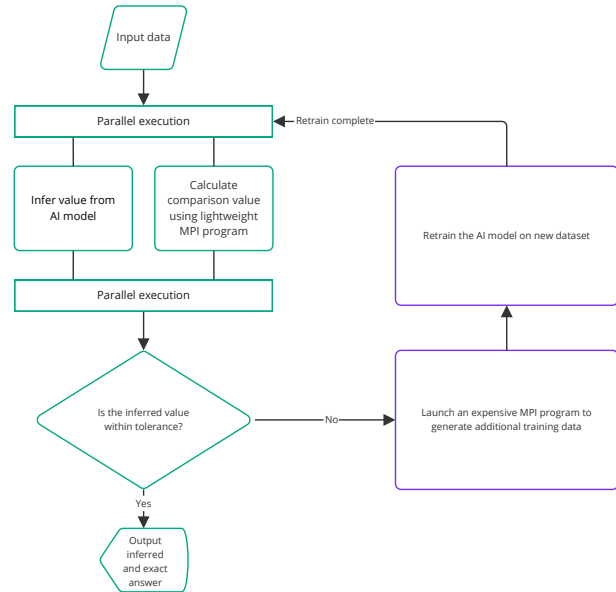 Input data
Parallel execution
Retrain complete
Infer value from
AI model
Calculate
comparison value
using lightweight
MPI program
Retrain the AI model on new dataset
Parallel execution
Is the inferred value
within tolerance?
No
Launch an expensive MPI program to
generate additional training data
Yes
Output
inferred
and exact
answer